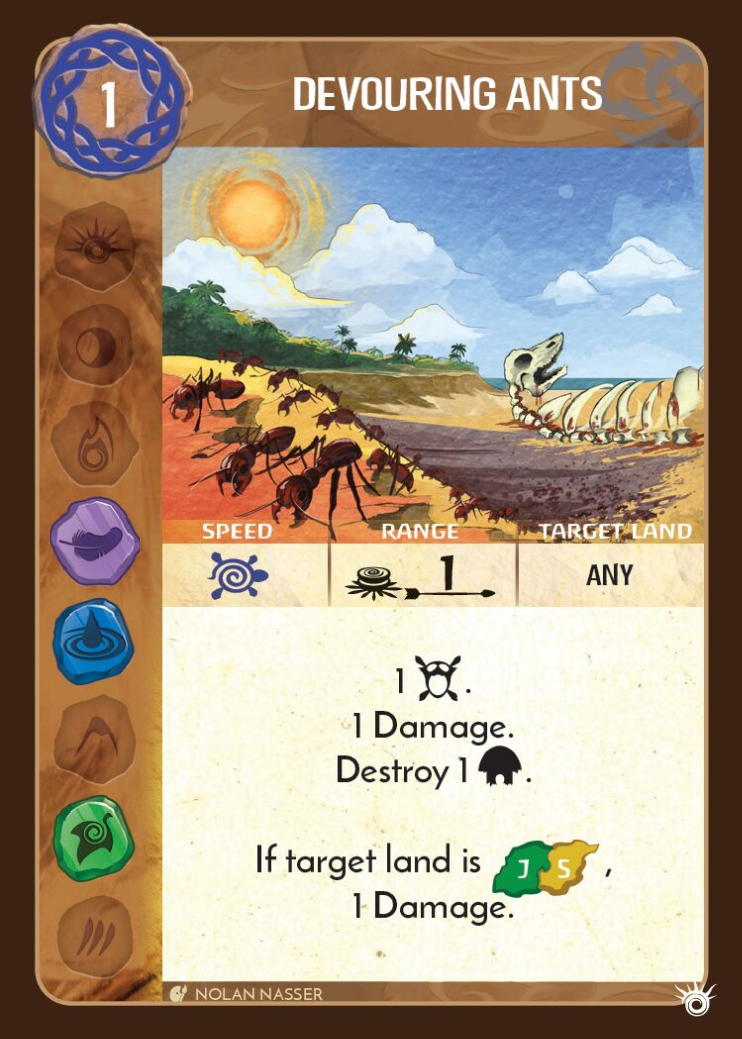 1
DEVOURING ANTS
SPEED RANGE TARGET LAND
1 ANY
1 .
1 Damage.
Destroy 1 .
If target land is J S ,
1 Damage.
NOLAN NASSER